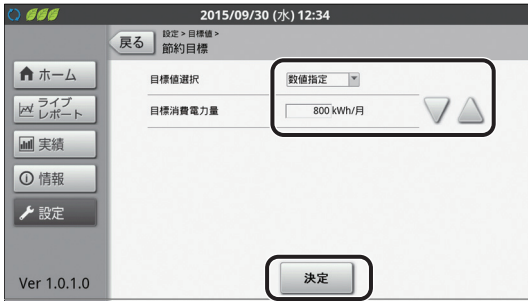 2015/09/30 (水) 12:34
戻る
設定 > 目標値 >
節約目標
ホーム
ライブ
レポート
実績
情報
設定
Ver 1.0.1.0
目標値選択
数値指定
目標消費電力量
800 kWh/月
決定